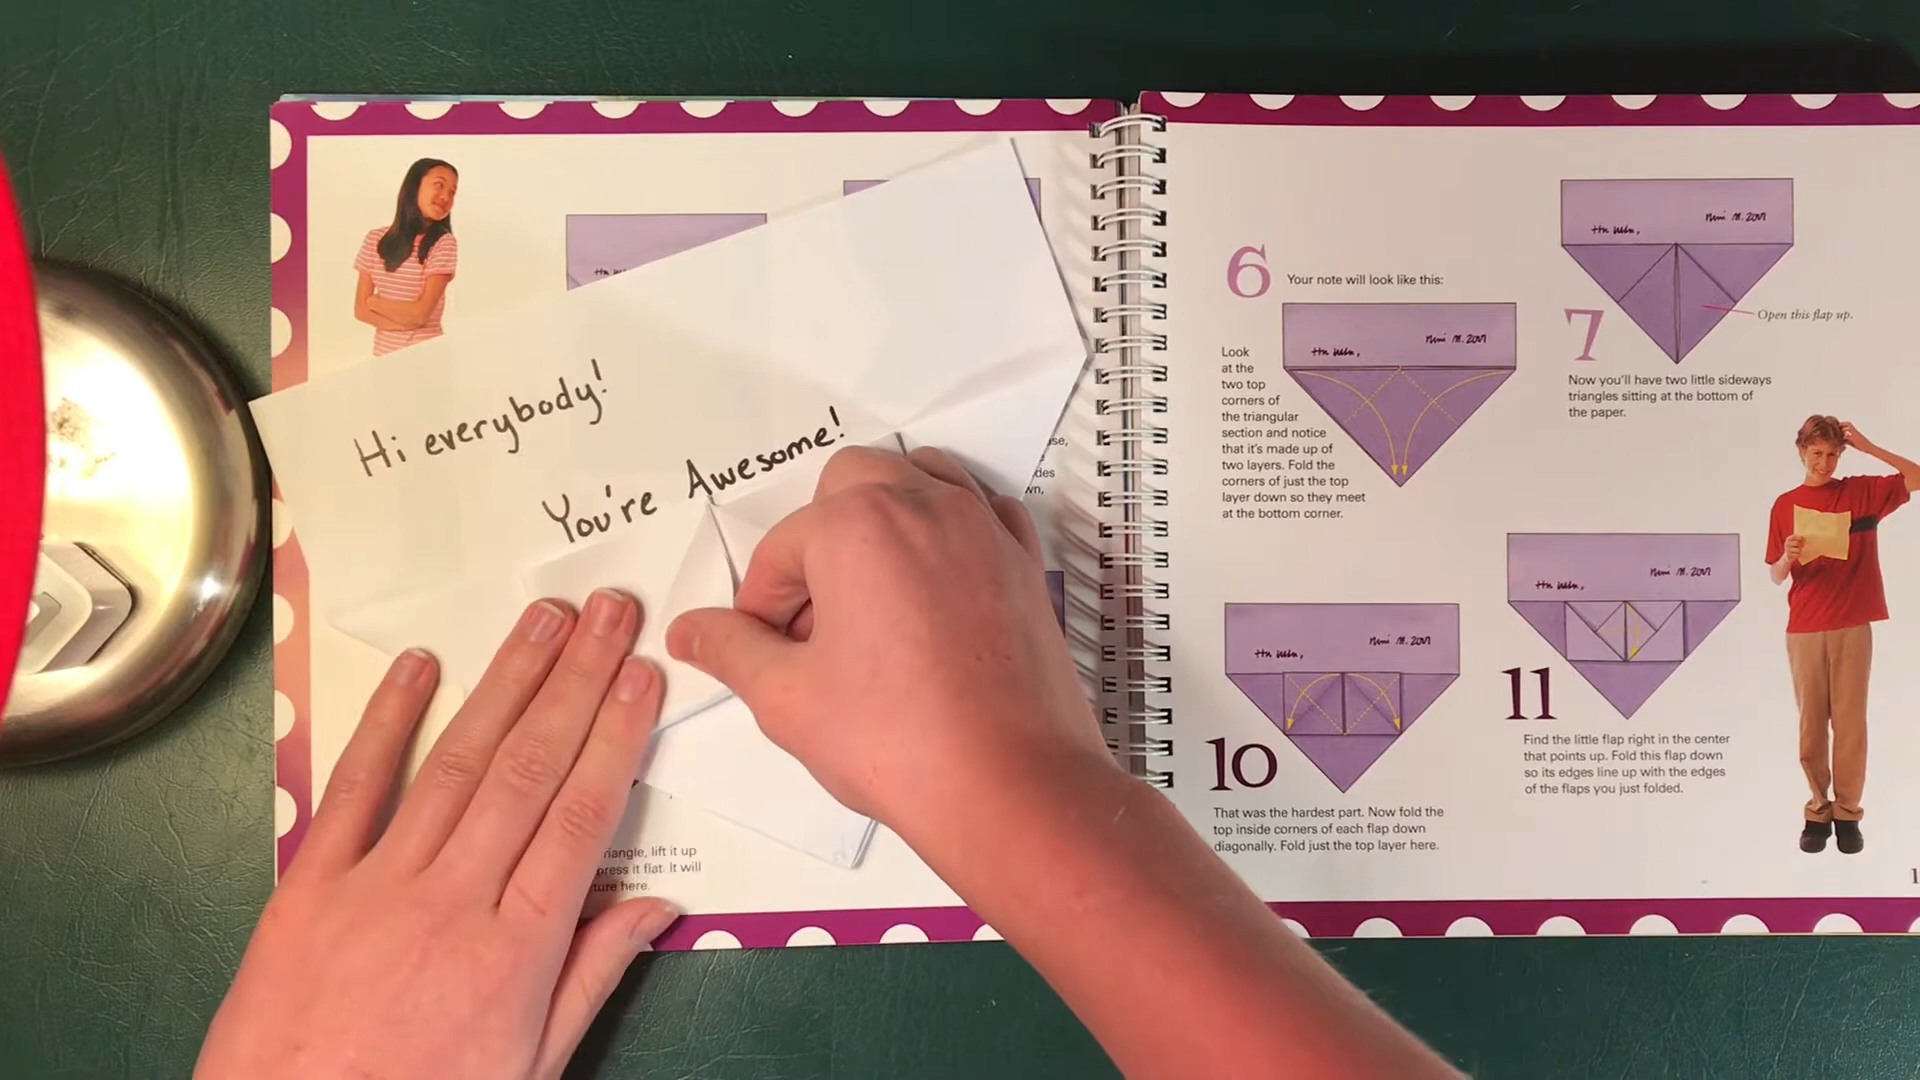 Hi everybody!
You're Awesome!
riangle, lift it up
press it flat. It will
ture here.
6
Your note will look like this:
Look
at the
two top
corners of
the triangular
section and notice
that it's made up of
two layers. Fold the
corners of just the top
layer down so they meet
at the bottom corner.
7
Open this flap up.
Now you'll have two little sideways
triangles sitting at the bottom of
the paper.
10
That was the hardest part. Now fold the
top inside corners of each flap down
diagonally. Fold just the top layer here.
11
Find the little flap right in the center
that points up. Fold this flap down
so its edges line up with the edges
of the flaps you just folded.